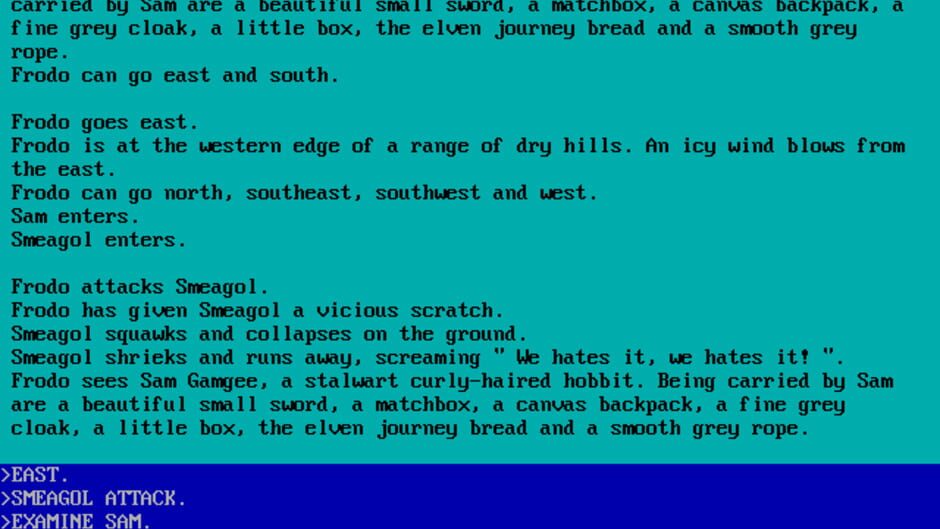 carried by Sam are a beautiful small sword, a matchbox, a canvas backpack, a
fine grey cloak, a little box, the elven journey bread and a smooth grey
rope.
Frodo can go east and south.
Frodo goes east.
Frodo is at the western edge of a range of dry hills. An icy wind blows from
the east.
Frodo can go north, southeast, southwest and west.
Sam enters.
Smeagol enters.
Frodo attacks Smeagol.
Frodo has given Smeagol a vicious scratch.
Smeagol squawks and collapses on the ground.
Smeagol shrieks and runs away, screaming " We hates it, we hates it! ".
Frodo sees Sam Gamgee, a stalwart curly-haired hobbit. Being carried by Sam
are a beautiful small sword, a matchbox, a canvas backpack, a fine grey
cloak, a little box, the elven journey bread and a smooth grey rope.
>EAST.
>SMEAGOL ATTACK.
>EXAMINE SAM.